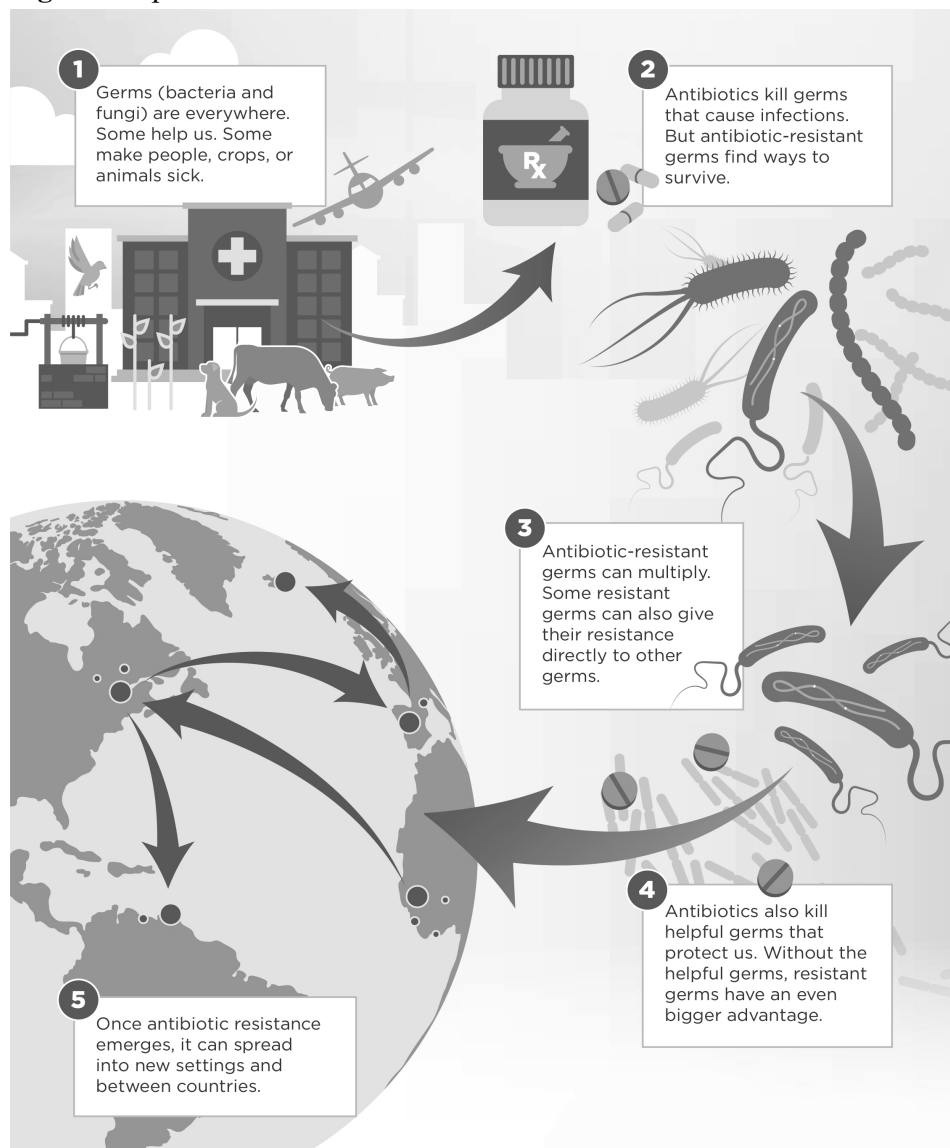 1
Germs (bacteria and
fungi) are everywhere.
Some help us. Some
make people, crops, or
animals sick.
Rx
2
Antibiotics kill germs
that cause infections.
But antibiotic-resistant
germs find ways to
survive.
3
Antibiotic-resistant
germs can multiply.
Some resistant
germs can also give
their resistance
directly to other
germs.
4
Antibiotics also kill
helpful germs that
protect us. Without the
helpful germs, resistant
germs have an even
bigger advantage.
5
Once antibiotic resistance
emerges, it can spread
into new settings and
between countries.